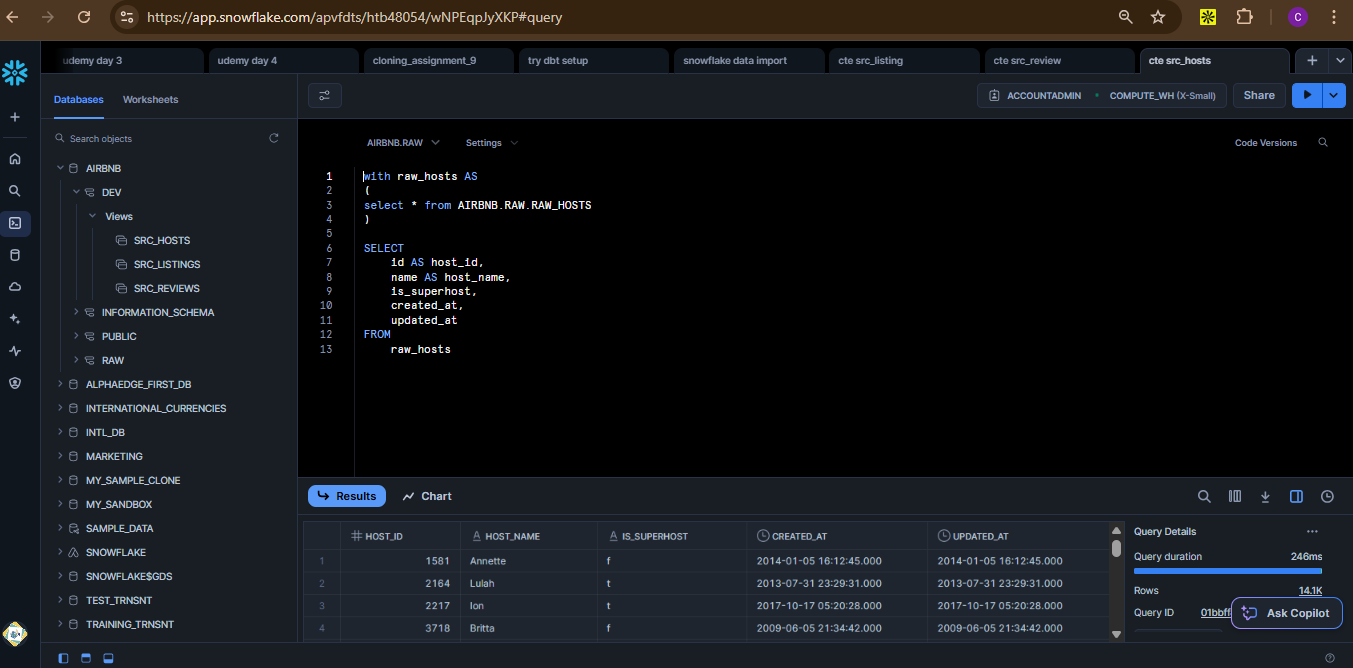 https://app.snowflake.com/apvfdts/htb48054/wNPEqpJyXKP#query
C
udemy day 3
udemy day 4
cloning_assignment_9
try dbt setup
snowflake data import
cte src_listing
cte src_review
cte src_hosts
Databases
Worksheets
ACCOUNTADMIN
COMPUTE_WH (X-Small)
Share
Search objects
AIRBNB
DEV
Views
SRC_HOSTS
SRC_LISTINGS
SRC_REVIEWS
INFORMATION_SCHEMA
PUBLIC
RAW
ALPHAEDGE_FIRST_DB
INTERNATIONAL_CURRENCIES
INTL_DB
MARKETING
MY_SAMPLE_CLONE
MY_SANDBOX
SAMPLE_DATA
SNOWFLAKE
SNOWFLAKE$GDS
TEST_TRNSNT
TRAINING_TRNSNT
AIRBNB.RAW
Settings
Code Versions
1 with raw_hosts AS
2 (
3 select * from AIRBNB.RAW.RAW_HOSTS
4 )
5
6 SELECT
7 id AS host_id,
8 name AS host_name,
9 is_superhost,
10 created_at,
11 updated_at
12 FROM
13 raw_hosts
Results
Chart
# HOST_ID A HOST_NAME A IS_SUPERHOST CREATED_AT UPDATED_AT
1 1581 Annette f 2014-01-05 16:12:45.000 2014-01-05 16:12:45.000
2 2164 Lulah t 2013-07-31 23:29:31.000 2013-07-31 23:29:31.000
3 2217 Ion t 2017-10-17 05:20:28.000 2017-10-17 05:20:28.000
4 3718 Britta f 2009-06-05 21:34:42.000 2009-06-05 21:34:42.000
Query Details
Query duration 246ms
Rows 14.1K
Query ID 01bbff
Ask Copilot